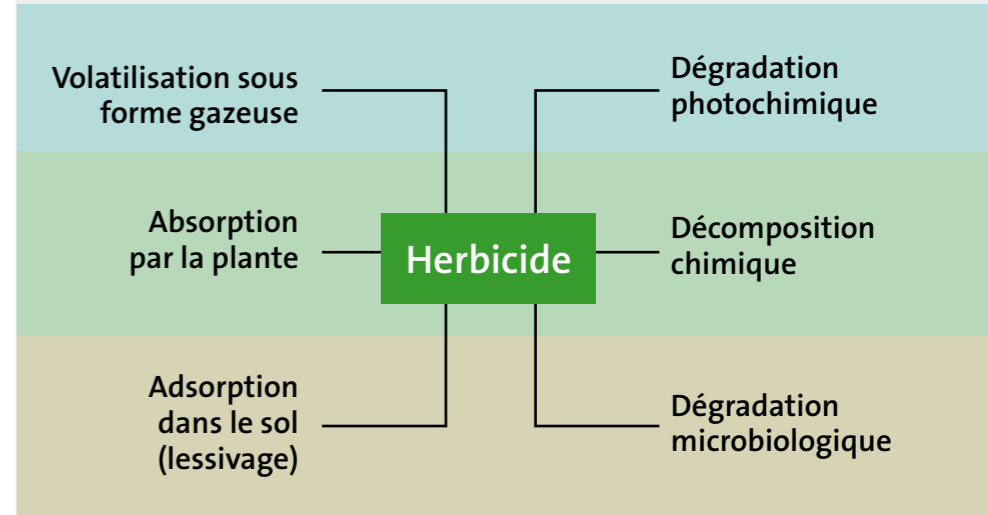 Volatilisation sous
forme gazeuse
Dégradation
photochimique
Absorption
par la plante
Herbicide
Décomposition
chimique
Adsorption
dans le sol
(lessivage)
Dégradation
microbiologique